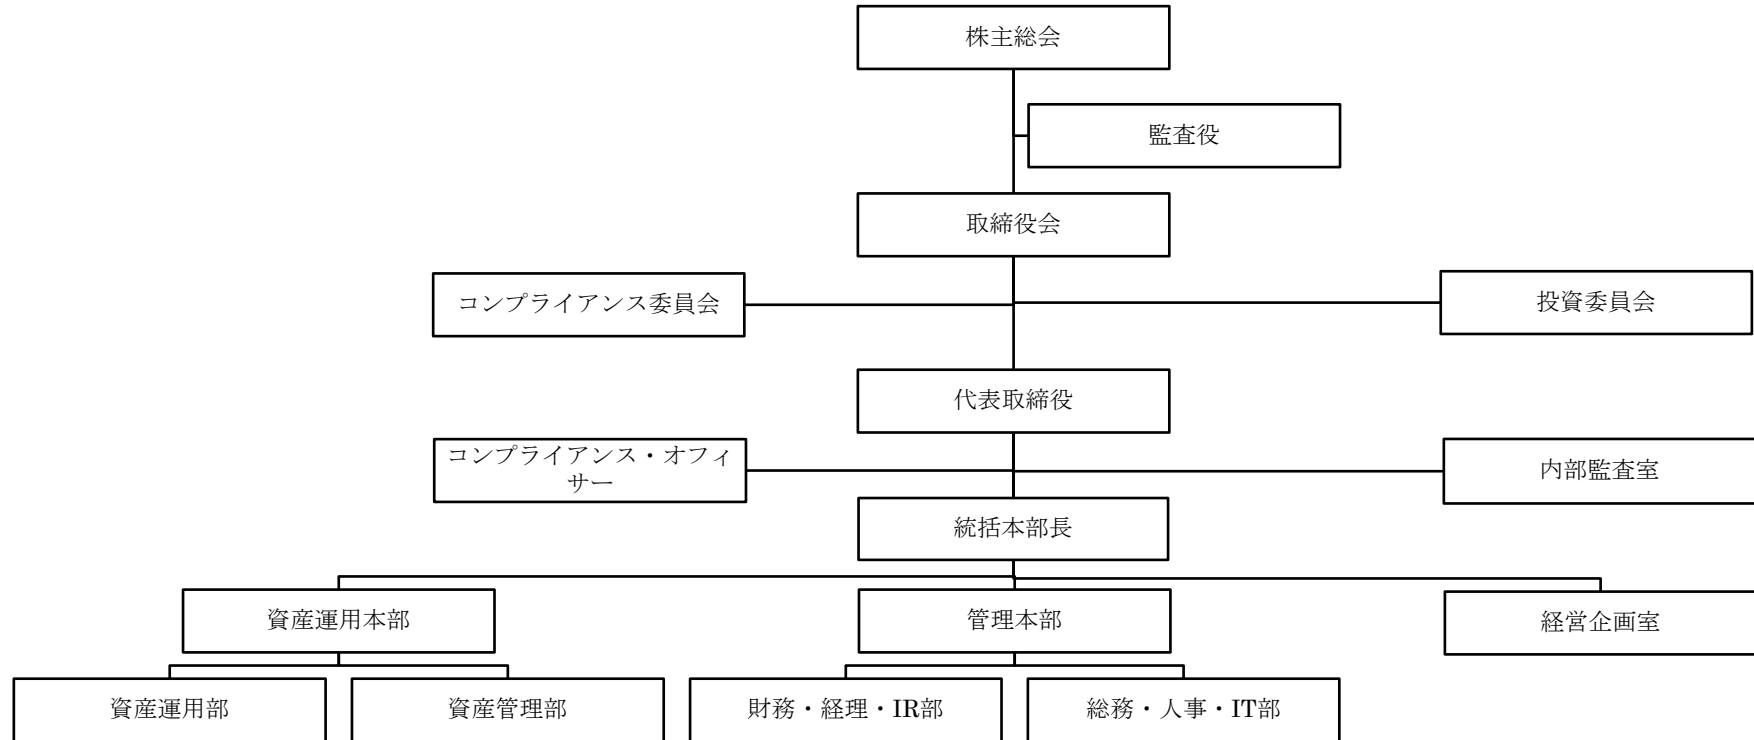 株主総会
監査役
取締役会
コンプライアンス委員会
投資委員会
代表取締役
コンプライアンス・オフィ
サー
内部監査室
統括本部長
資産運用本部
管理本部
経営企画室
資産運用部
資産管理部
財務・経理・IR部
総務・人事・IT部